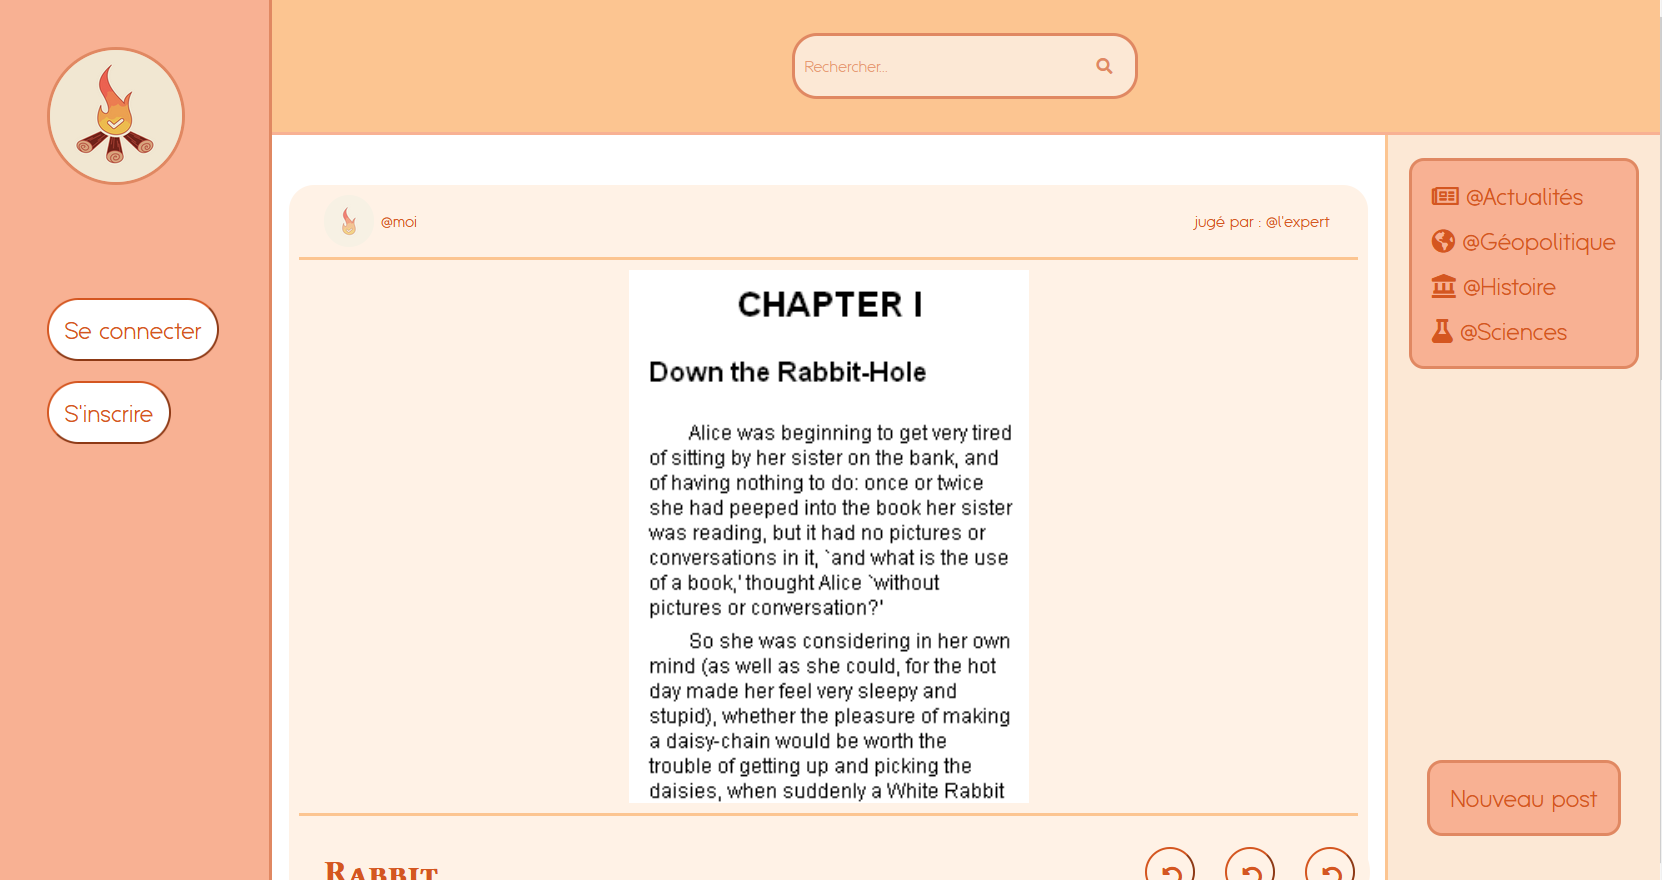 Rechercher...
Se connecter
S'inscrire
@moi
jugé par : @l'expert
CHAPTER I
Down the Rabbit-Hole
Alice was beginning to get very tired
of sitting by her sister on the bank, and
of having nothing to do: once or twice
she had peeped into the book her sister
was reading, but it had no pictures or
conversations in it, `and what is the use
of a book,' thought Alice `without
pictures or conversation?'
So she was considering in her own
mind (as well as she could, for the hot
day made her feel very sleepy and
stupid), whether the pleasure of making
a daisy-chain would be worth the
trouble of getting up and picking the
daisies, when suddenly a White Rabbit
Rabbit
@Actualités
@Géopolitique
@Histoire
@Sciences
Nouveau post